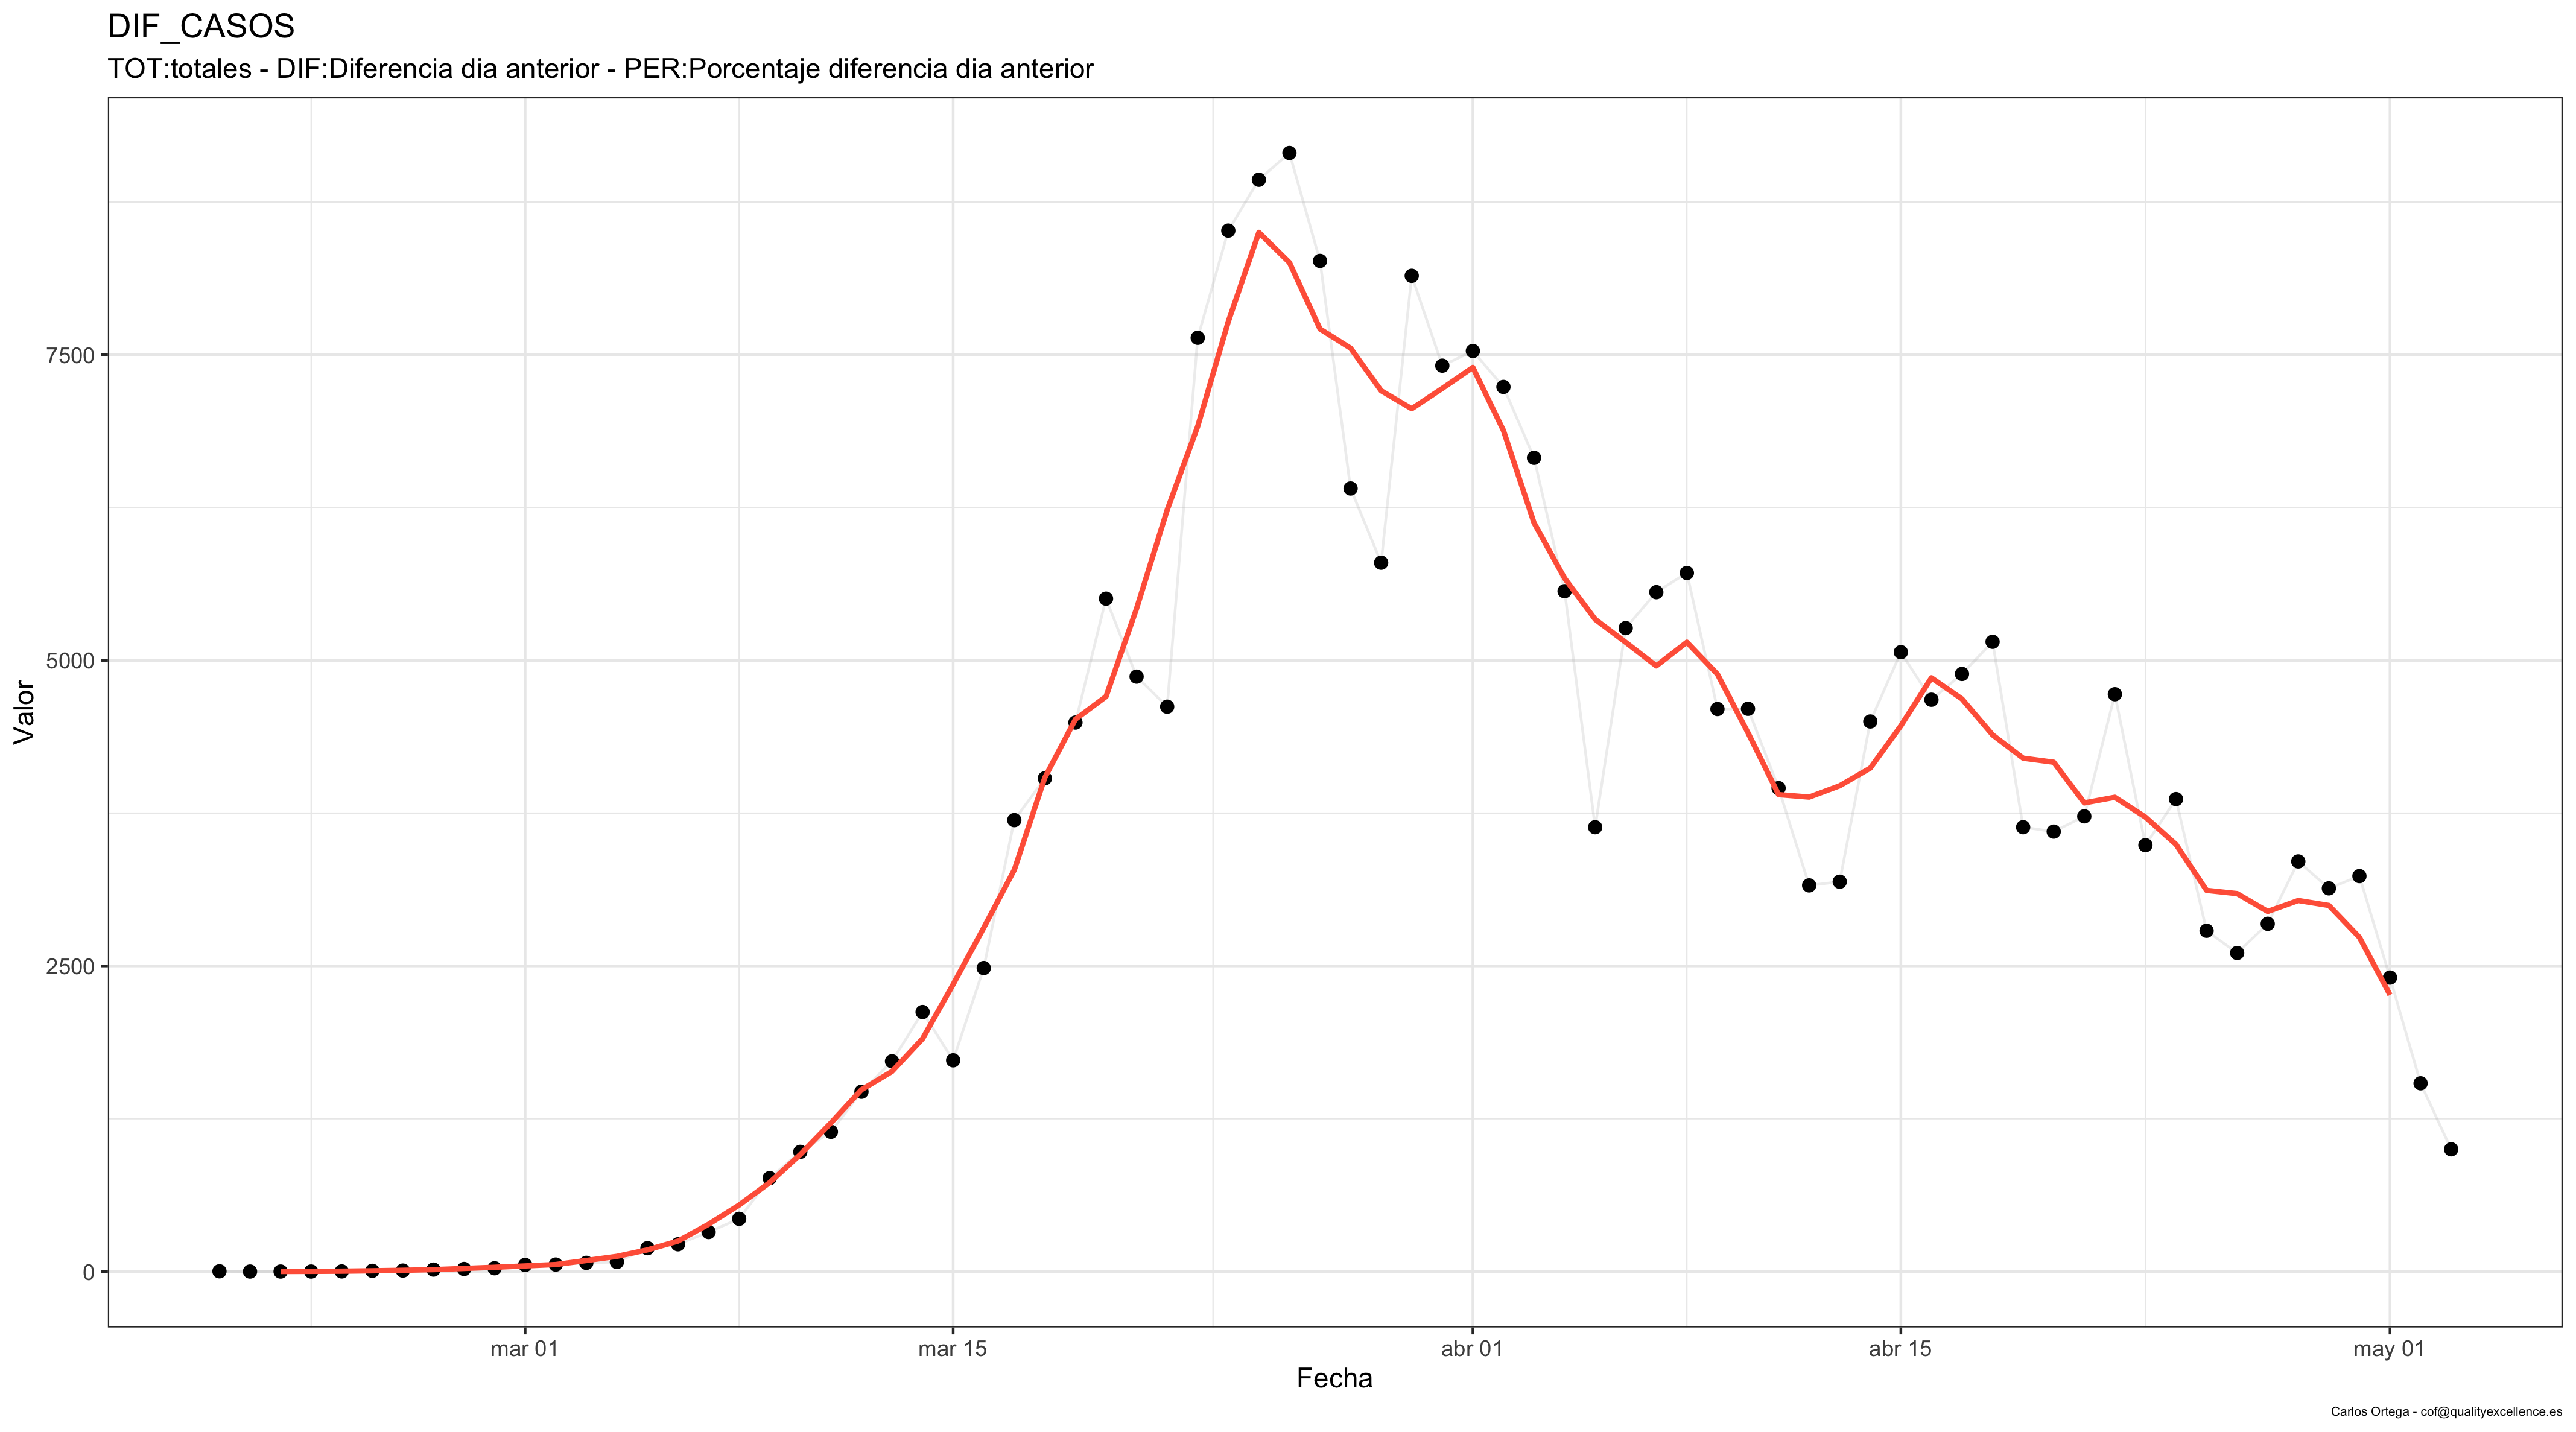 DIF_CASOS
TOT:totales - DIF:Diferencia dia anterior - PER:Porcentaje diferencia dia anterior
Valor
7500
5000
2500
0
mar 01
mar 15
abr 01
abr 15
may 01
Fecha
Carlos Ortega - cof@qualityexcellence.es